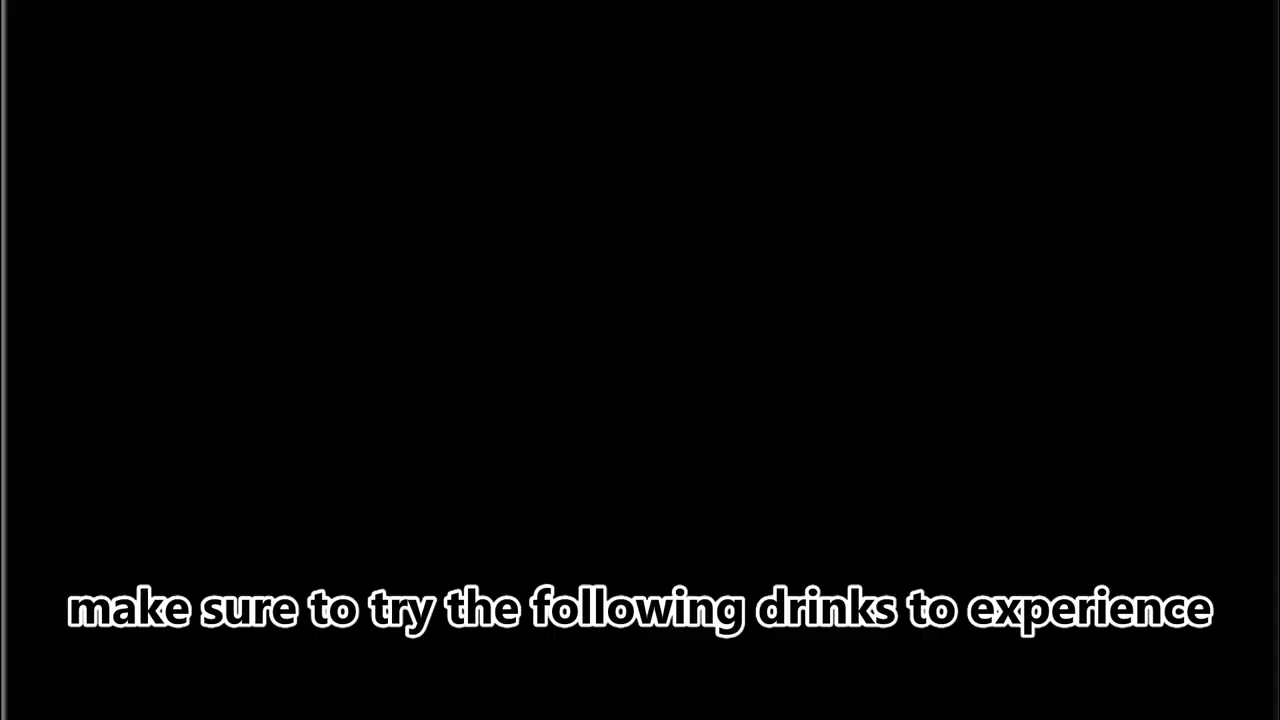 make sure to try the following drinks to experience